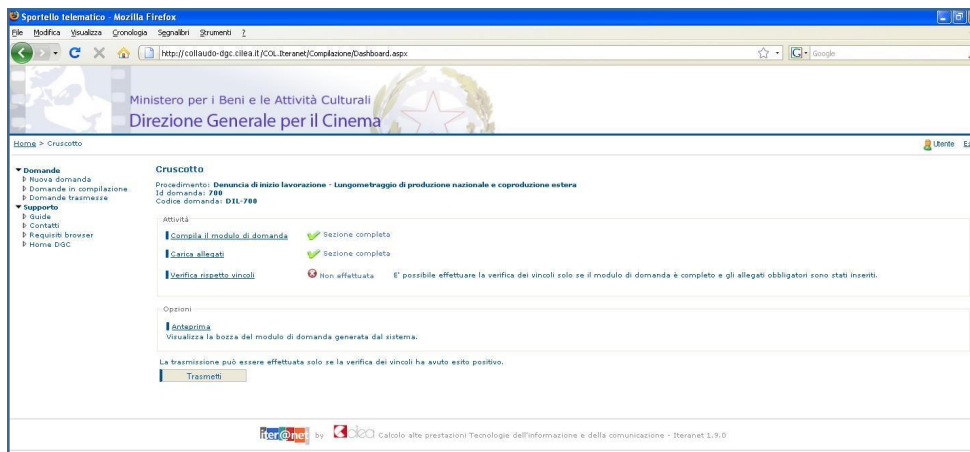 Sportello telematico - Mozilla Firefox
File Modifica Visualizza Cronologia Segnalibri Strumenti ?
http://collaudo-dgc.cilea.it/COL.Iteranet/Compilazione/Dashboard.aspx
Google
Ministero per i Beni e le Attività Culturali
Direzione Generale per il Cinema
Home > Cruscotto
Utente
Domande
Nuova domanda
Domande in compilazione
Domande trasmesse
Supporto
Guide
Contatti
Requisiti browser
Home DGC
Cruscotto
Procedimento: Denuncia di inizio lavorazione - Lungometraggio di produzione nazionale e coproduzione estera
Id domanda: 700
Codice domanda: DIL-700
Attività
Compila il modulo di domanda Sezione completa
Carica allegati Sezione completa
Verifica rispetto vincoli Non effettuata E' possibile effettuare la verifica dei vincoli solo se il modulo di domanda è completo e gli allegati obbligatori sono stati inseriti.
Opzioni
Anteprima
Visualizza la bozza del modulo di domanda generata dal sistema.
La trasmissione può essere effettuata solo se la verifica dei vincoli ha avuto esito positivo.
Trasmetti
iter@net by cilea Calcolo alte prestazioni Tecnologie dell'informazione e della comunicazione - Iteranet 1.9.0